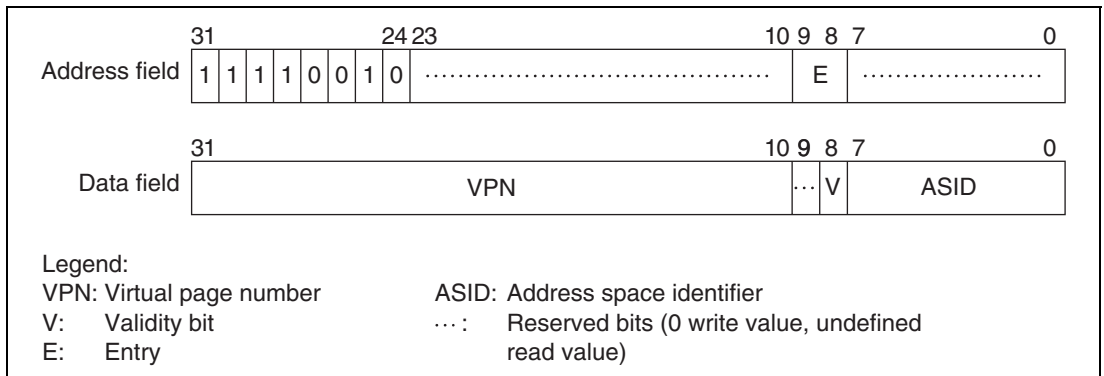 31 24 23 10 9 8 7 0
Address field 1 1 1 1 0 0 1 0 ⋯ E ⋯
31 10 9 8 7 0
Data field VPN ⋯ V ASID
Legend:
VPN: Virtual page number ASID: Address space identifier
V: Validity bit ⋯ : Reserved bits (0 write value, undefined
E: Entry read value)